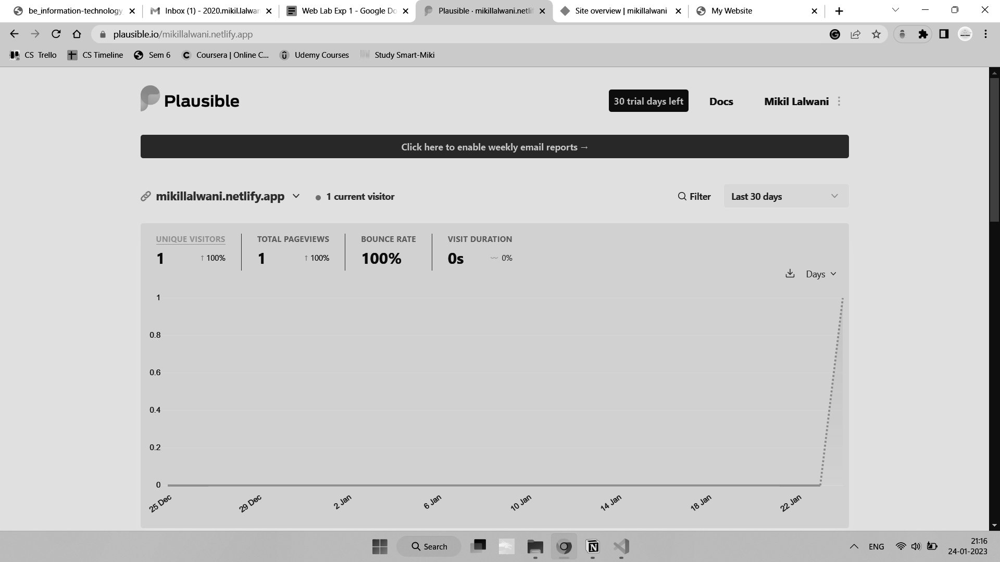 be_information-technology
Inbox (1) - 2020.mikil.lalwan
Web Lab Exp 1 - Google Do
Plausible · mikillalwani.netlif
Site overview | mikillalwani
My Website
plausible.io/mikillalwani.netlify.app
CS Trello
CS Timeline
Sem 6
Coursera | Online C...
Udemy Courses
Study Smart-Miki
Plausible
30 trial days left
Docs
Mikil Lalwani
Click here to enable weekly email reports →
mikillalwani.netlify.app
1 current visitor
Filter
Last 30 days
UNIQUE VISITORS
1 ↑ 100%
TOTAL PAGEVIEWS
1 ↑ 100%
BOUNCE RATE
100%
VISIT DURATION
0s 〰 0%
Days
1
0.8
0.6
0.4
0.2
0
25 Dec
29 Dec
2 Jan
6 Jan
10 Jan
14 Jan
18 Jan
22 Jan
Search
ENG
21:16
24-01-2023